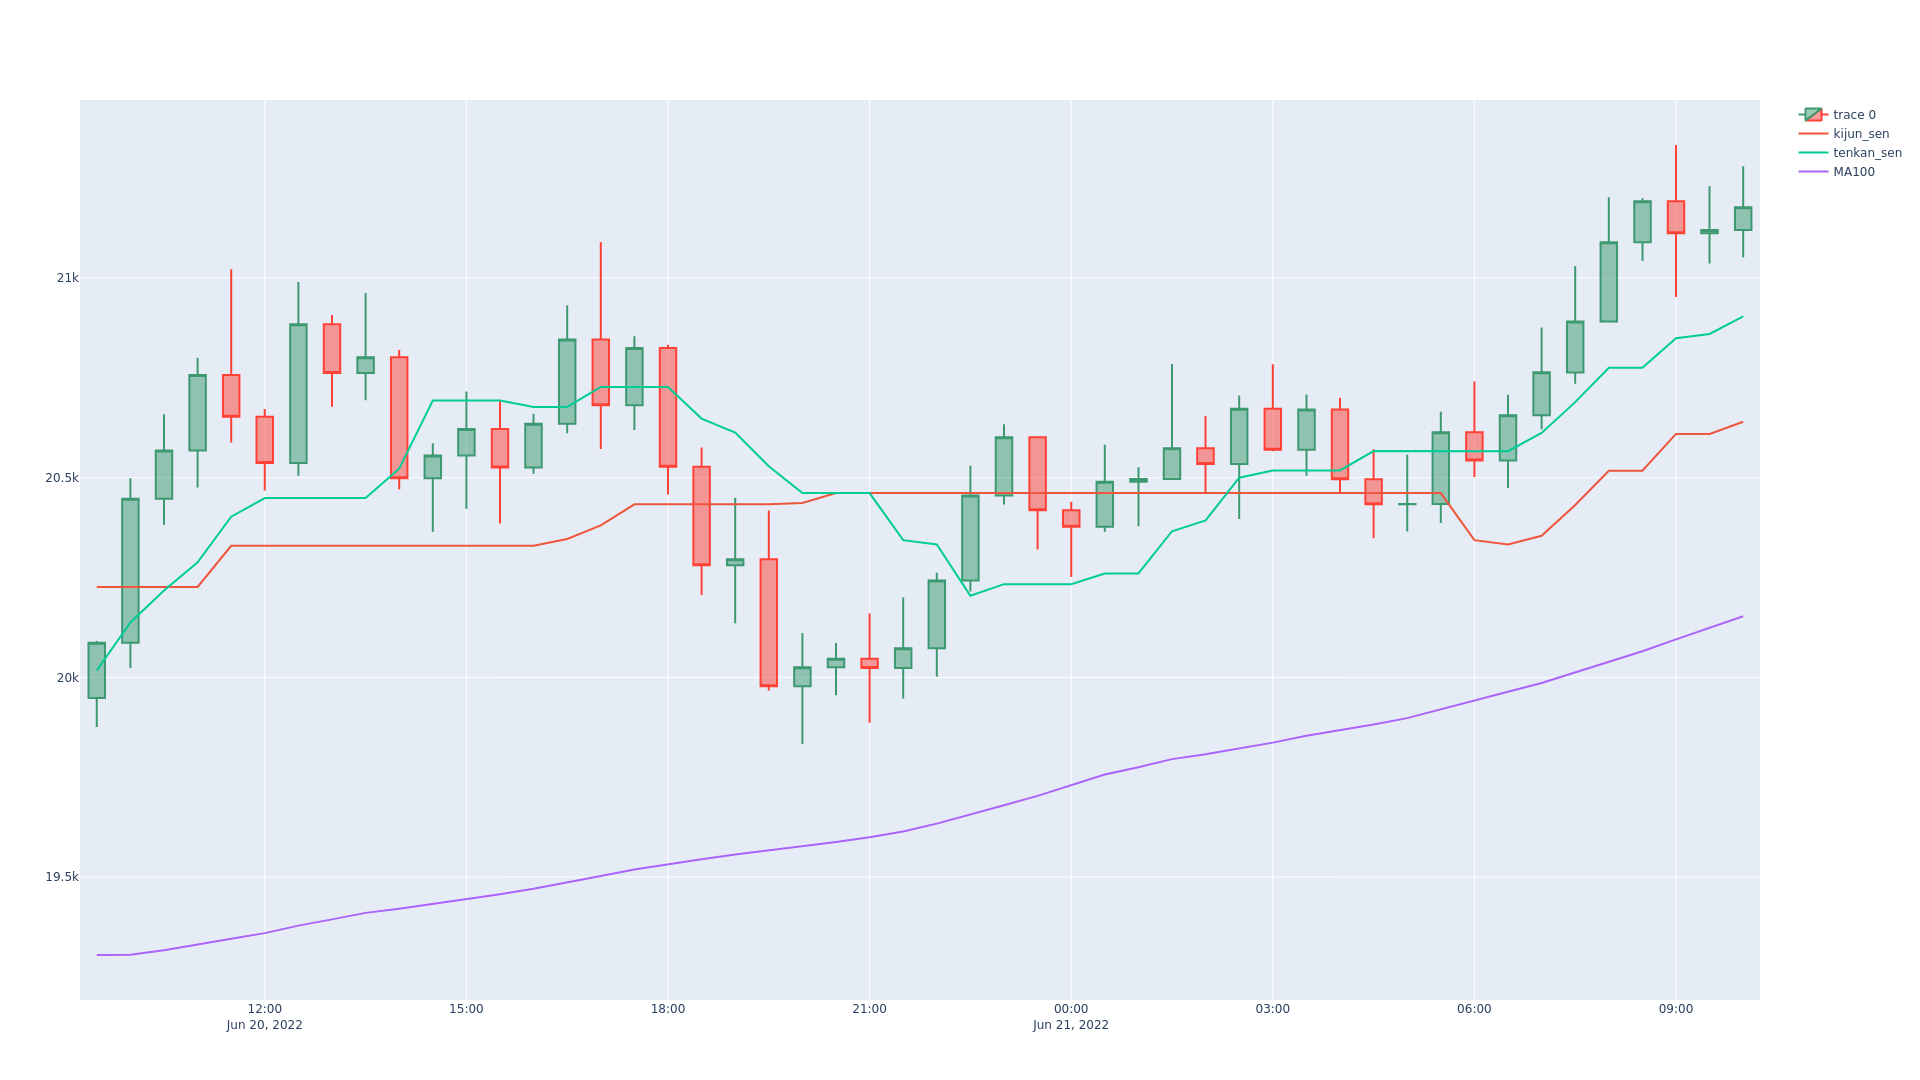 trace 0
kijun_sen
tenkan_sen
MA100
21k
20.5k
20k
19.5k
12:00 15:00 18:00 21:00 00:00 03:00 06:00 09:00
Jun 20, 2022 Jun 21, 2022